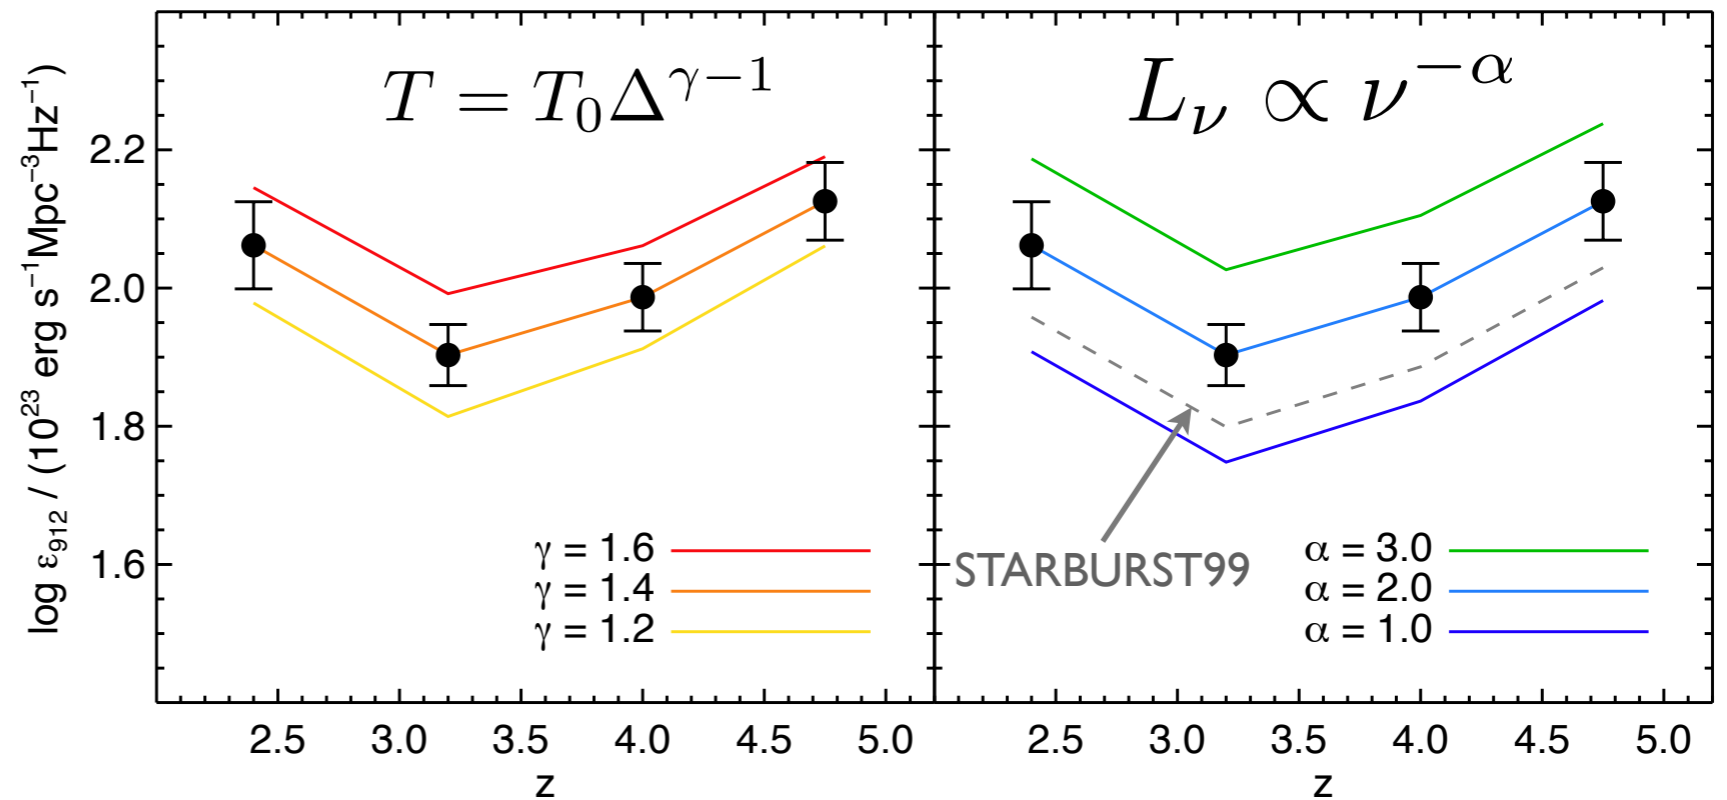 log ε₉₁₂ / (10²³ erg s⁻¹Mpc⁻³Hz⁻¹)
2.2
2.0
1.8
1.6
T = T₀Δ^{γ−1}
γ = 1.6
γ = 1.4
γ = 1.2
2.5 3.0 3.5 4.0 4.5 5.0
z
L_ν ∝ ν^{−α}
STARBURST99
α = 3.0
α = 2.0
α = 1.0
2.5 3.0 3.5 4.0 4.5 5.0
z